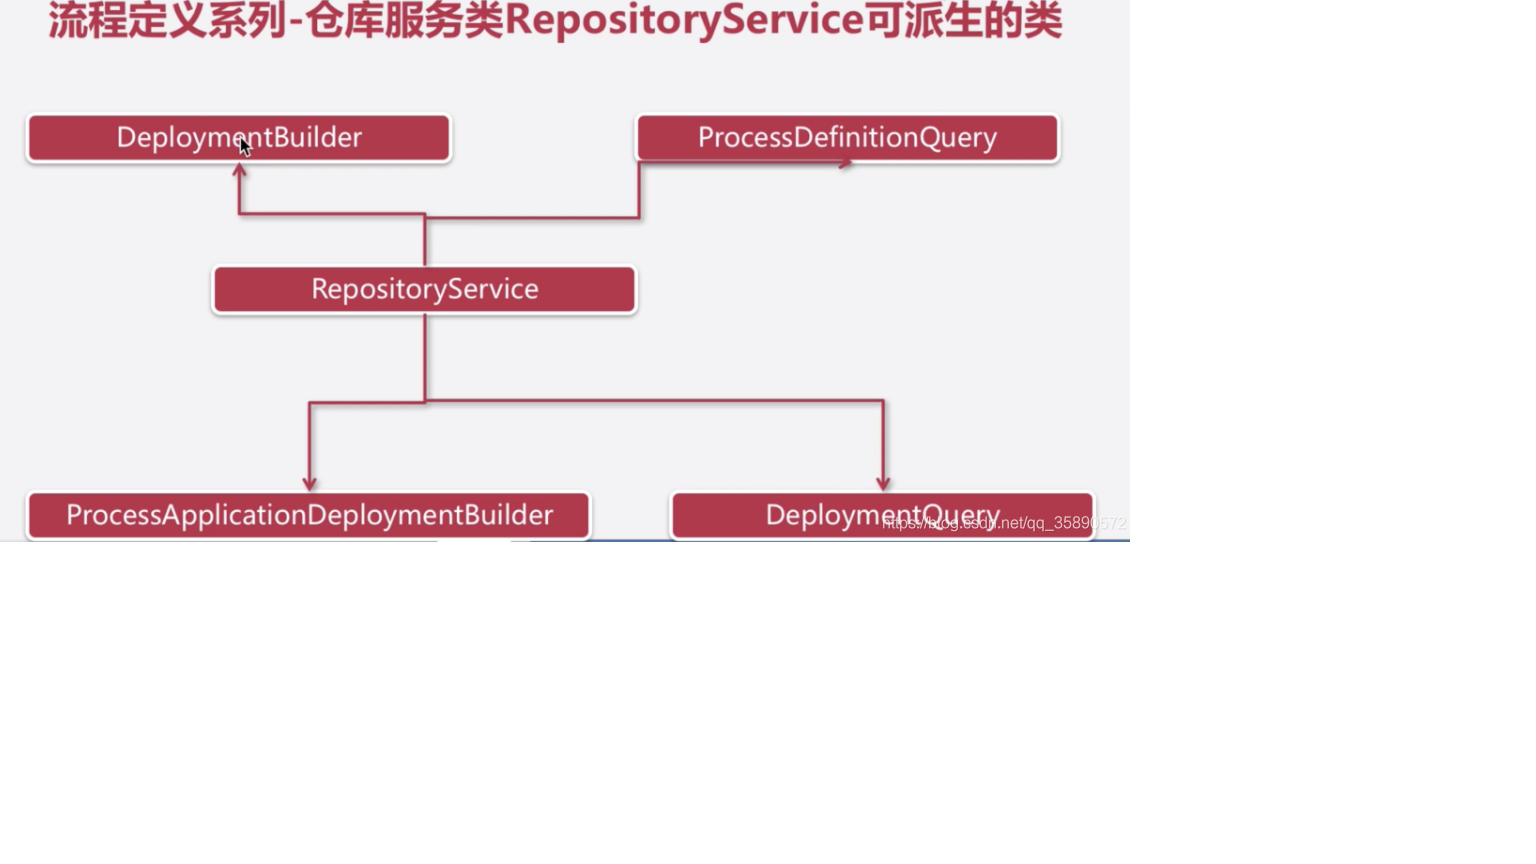 流程定义系列-仓库服务类RepositoryService可派生的类
DeploymentBuilder
ProcessDefinitionQuery
RepositoryService
ProcessApplicationDeploymentBuilder
DeploymentQuery
https://blog.csdn.net/qq_35890572